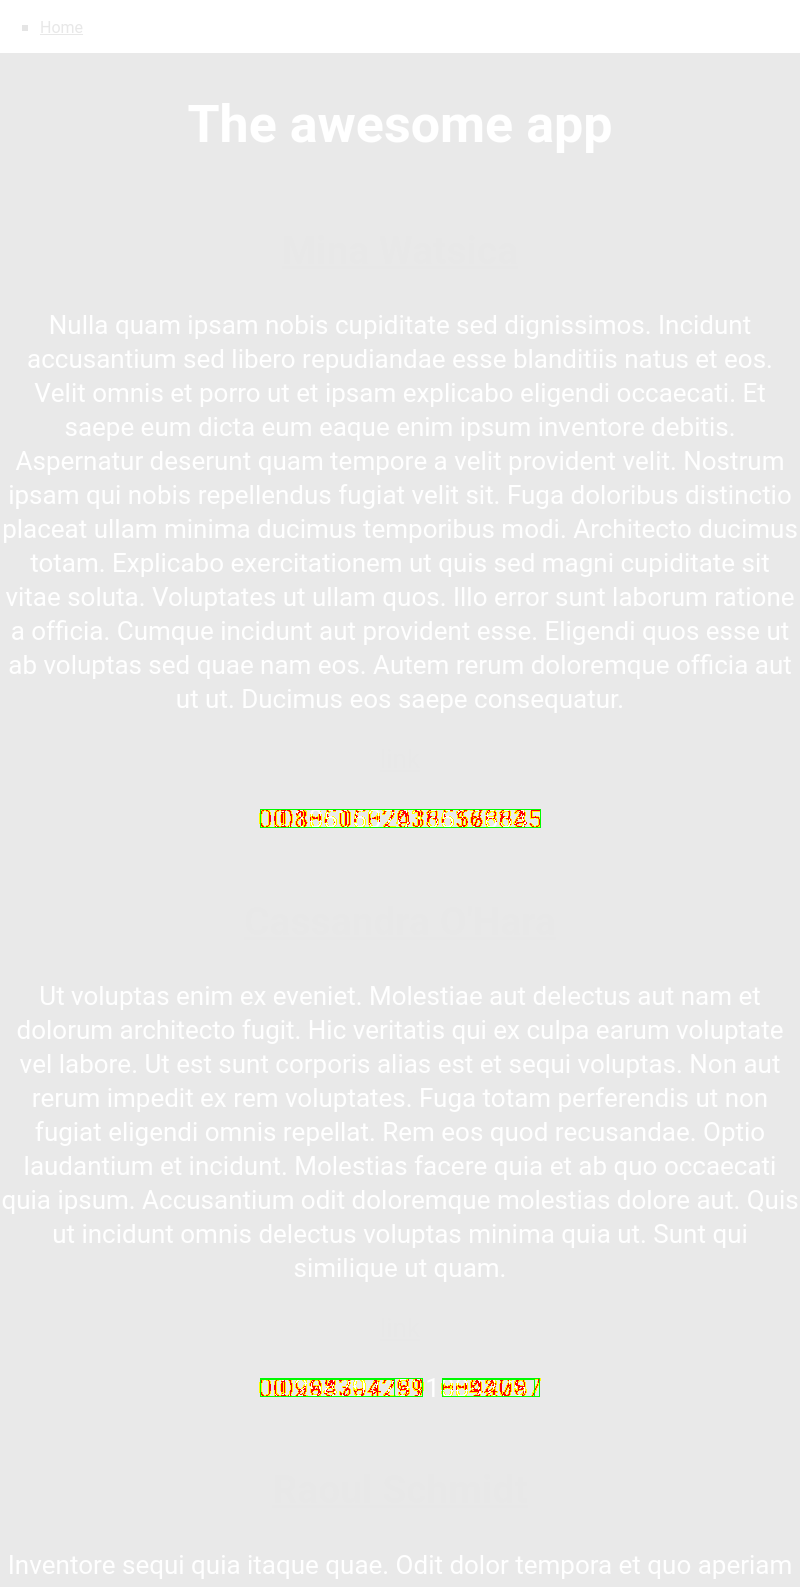 Home
The awesome app
Nulla quam ipsam nobis cupiditate sed dignissimos. Incidunt
accusantium sed libero repudiandae esse blanditiis natus et eos.
Velit omnis et porro ut et ipsam explicabo eligendi occaecati. Et
saepe eum dicta eum eaque enim ipsum inventore debitis.
Aspernatur deserunt quam tempore a velit provident velit. Nostrum
ipsam qui nobis repellendus fugiat velit sit. Fuga doloribus distinctio
placeat ullam minima ducimus temporibus modi. Architecto ducimus
totam. Explicabo exercitationem ut quis sed magni cupiditate sit
vitae soluta. Voluptates ut ullam quos. Illo error sunt laborum ratione
a officia. Cumque incidunt aut provident esse. Eligendi quos esse ut
ab voluptas sed quae nam eos. Autem rerum doloremque officia aut
ut ut. Ducimus eos saepe consequatur.
Ut voluptas enim ex eveniet. Molestiae aut delectus aut nam et
dolorum architecto fugit. Hic veritatis qui ex culpa earum voluptate
vel labore. Ut est sunt corporis alias est et sequi voluptas. Non aut
rerum impedit ex rem voluptates. Fuga totam perferendis ut non
fugiat eligendi omnis repellat. Rem eos quod recusandae. Optio
laudantium et incidunt. Molestias facere quia et ab quo occaecati
quia ipsum. Accusantium odit doloremque molestias dolore aut. Quis
ut incidunt omnis delectus voluptas minima quia ut. Sunt qui
similique ut quam.
Inventore sequi quia itaque quae. Odit dolor tempora et quo aperiam